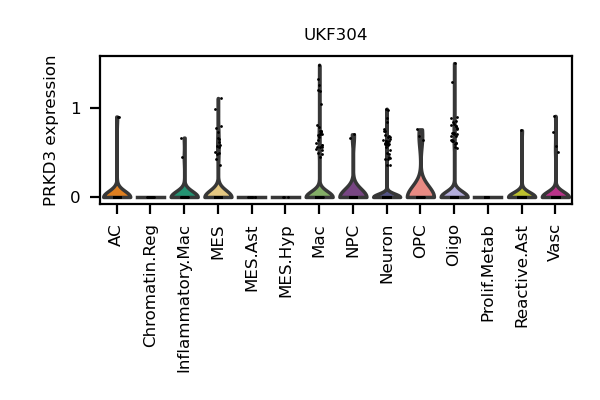 UKF304
PRKD3 expression
1
0
AC
Chromatin.Reg
Inflammatory.Mac
MES
MES.Ast
MES.Hyp
Mac
NPC
Neuron
OPC
Oligo
Prolif.Metab
Reactive.Ast
Vasc